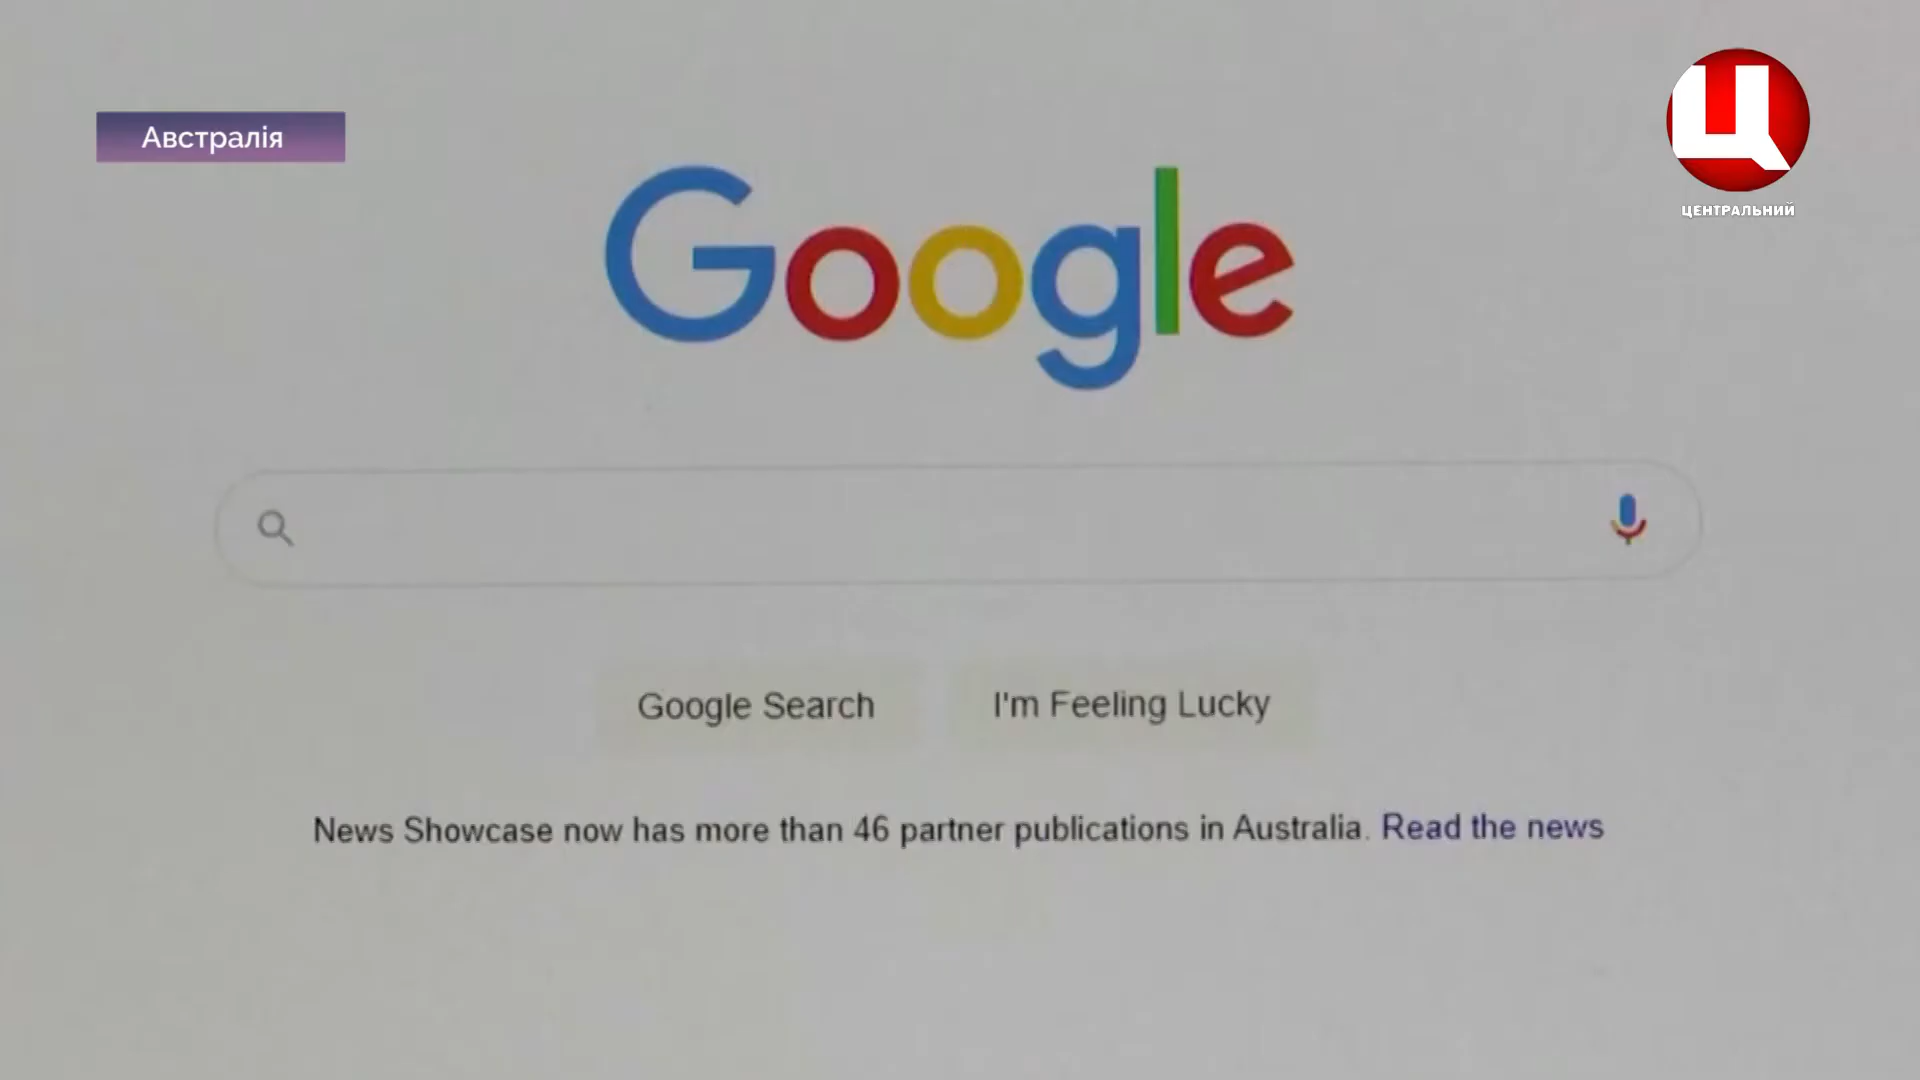 Австралія
Ц
ЦЕНТРАЛЬНИЙ
Google
Google Search
I'm Feeling Lucky
News Showcase now has more than 46 partner publications in Australia. Read the news